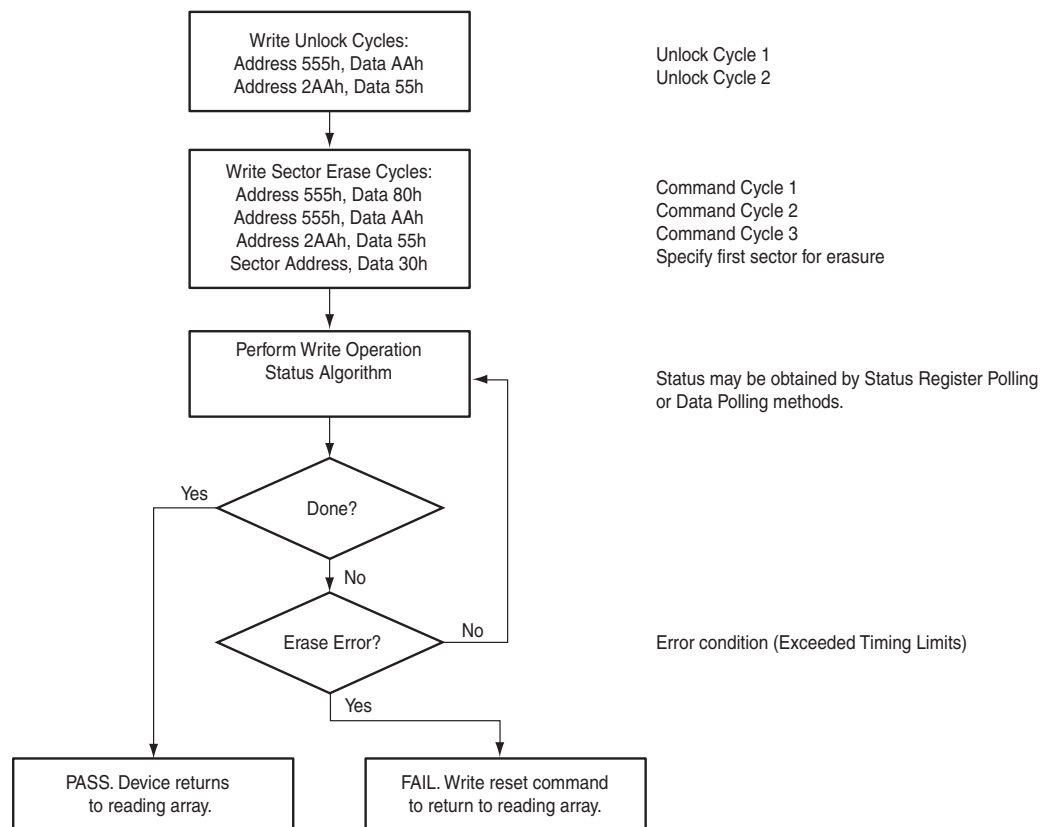 Write Unlock Cycles:
Address 555h, Data AAh
Address 2AAh, Data 55h
Unlock Cycle 1
Unlock Cycle 2
Write Sector Erase Cycles:
Address 555h, Data 80h
Address 555h, Data AAh
Address 2AAh, Data 55h
Sector Address, Data 30h
Command Cycle 1
Command Cycle 2
Command Cycle 3
Specify first sector for erasure
Perform Write Operation
Status Algorithm
Status may be obtained by Status Register Polling
or Data Polling methods.
Yes
Done?
No
Erase Error?
No
Error condition (Exceeded Timing Limits)
Yes
PASS. Device returns
to reading array.
FAIL. Write reset command
to return to reading array.